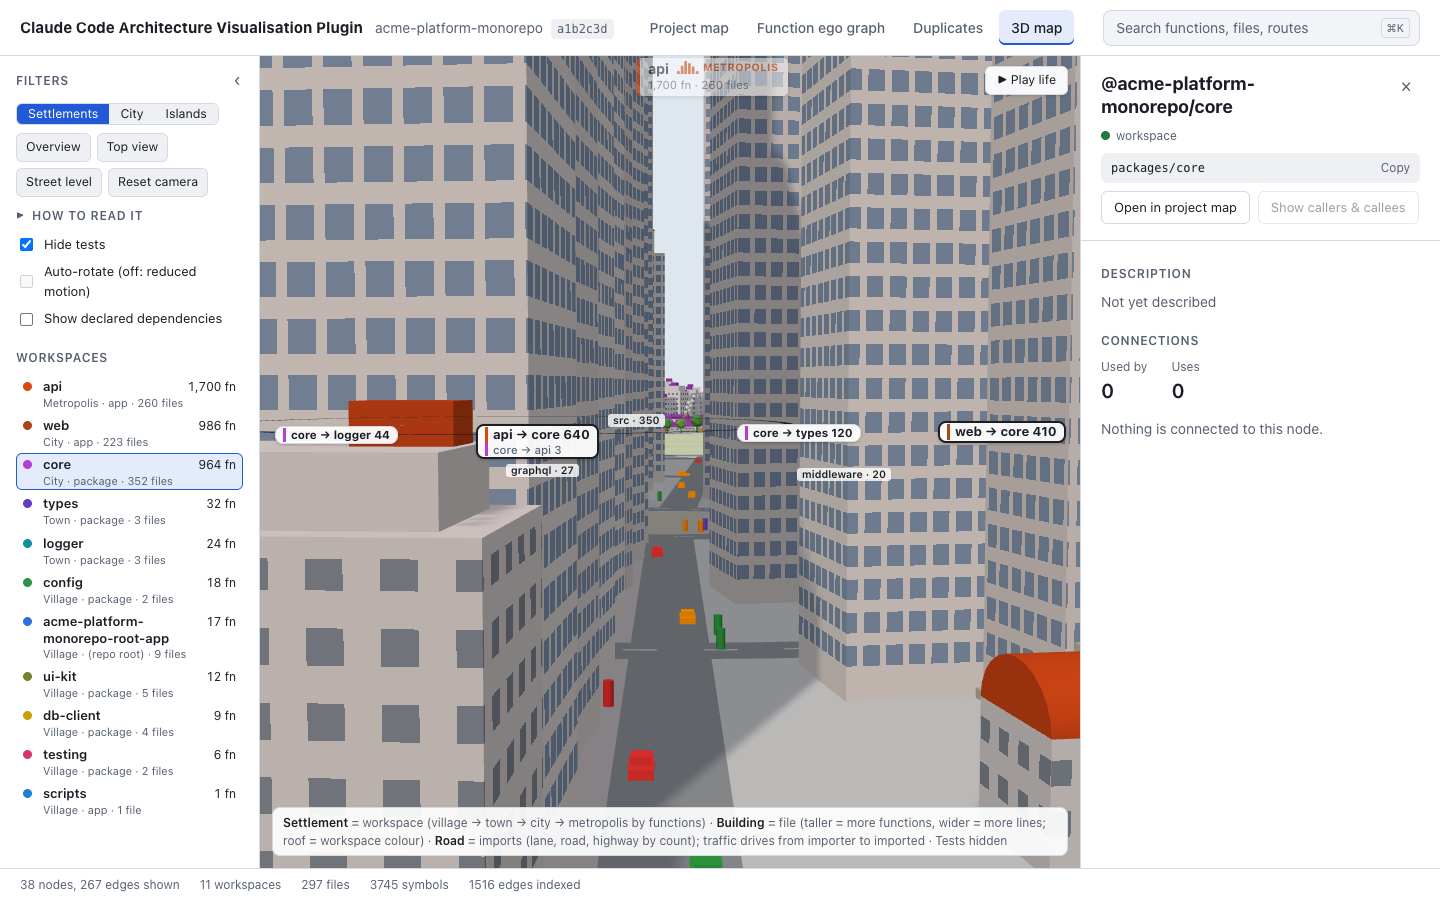 Claude Code Architecture Visualisation Plugin
acme-platform-monorepo
a1b2c3d
Project map
Function ego graph
Duplicates
3D map
Search functions, files, routes
⌘K
FILTERS
Settlements
City
Islands
Overview
Top view
Street level
Reset camera
HOW TO READ IT
Hide tests
Auto-rotate (off: reduced
motion)
Show declared dependencies
WORKSPACES
api 1,700 fn
Metropolis · app · 260 files
web 986 fn
City · app · 223 files
core 964 fn
City · package · 352 files
types 32 fn
Town · package · 3 files
logger 24 fn
Town · package · 3 files
config 18 fn
Village · package · 2 files
acme-platform- 17 fn
monorepo-root-app
Village · (repo root) · 9 files
ui-kit 12 fn
Village · package · 5 files
db-client 9 fn
Village · package · 4 files
testing 6 fn
Village · package · 2 files
scripts 1 fn
Village · app · 1 file
api METROPOLIS
1,700 fn · 260 files
▶ Play life
src · 350
core → logger 44
api → core 640
core → api 3
core → types 120
web → core 410
graphql · 27
middleware · 20
Settlement = workspace (village → town → city → metropolis by functions) · Building = file (taller = more functions, wider = more lines;
roof = workspace colour) · Road = imports (lane, road, highway by count); traffic drives from importer to imported · Tests hidden
@acme-platform-
monorepo/core
×
workspace
packages/core
Copy
Open in project map
Show callers & callees
DESCRIPTION
Not yet described
CONNECTIONS
Used by Uses
0 0
Nothing is connected to this node.
38 nodes, 267 edges shown
11 workspaces
297 files
3745 symbols
1516 edges indexed